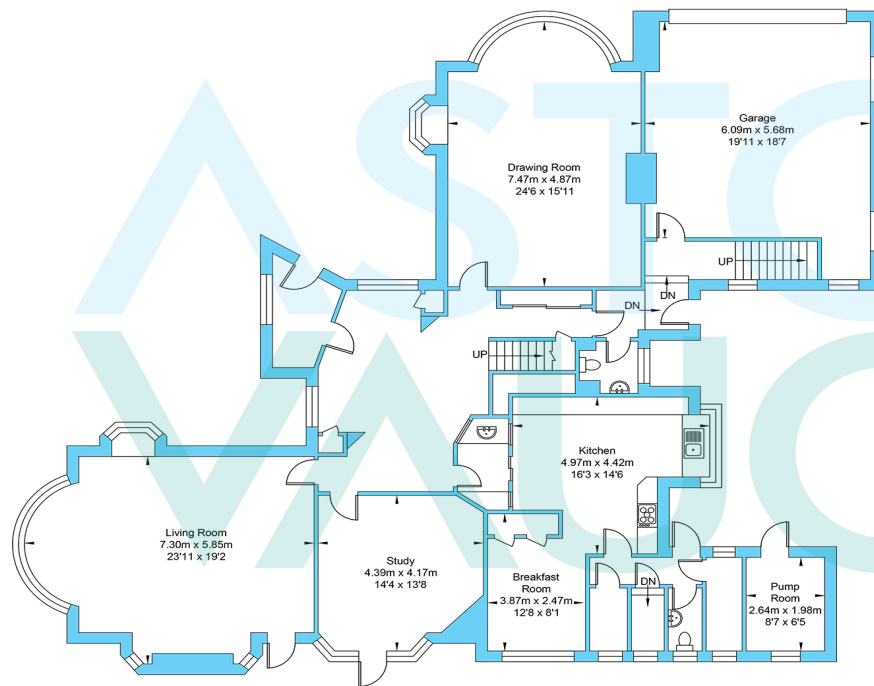 ASTO
VAUC
Garage
6.09m x 5.68m
19'11 x 18'7
Drawing Room
7.47m x 4.87m
24'6 x 15'11
UP
DN
DN
UP
Kitchen
4.97m x 4.42m
16'3 x 14'6
Living Room
7.30m x 5.85m
23'11 x 19'2
Study
4.39m x 4.17m
14'4 x 13'8
Breakfast
Room
3.87m x 2.47m
12'8 x 8'1
DN
Pump
Room
2.64m x 1.98m
8'7 x 6'5